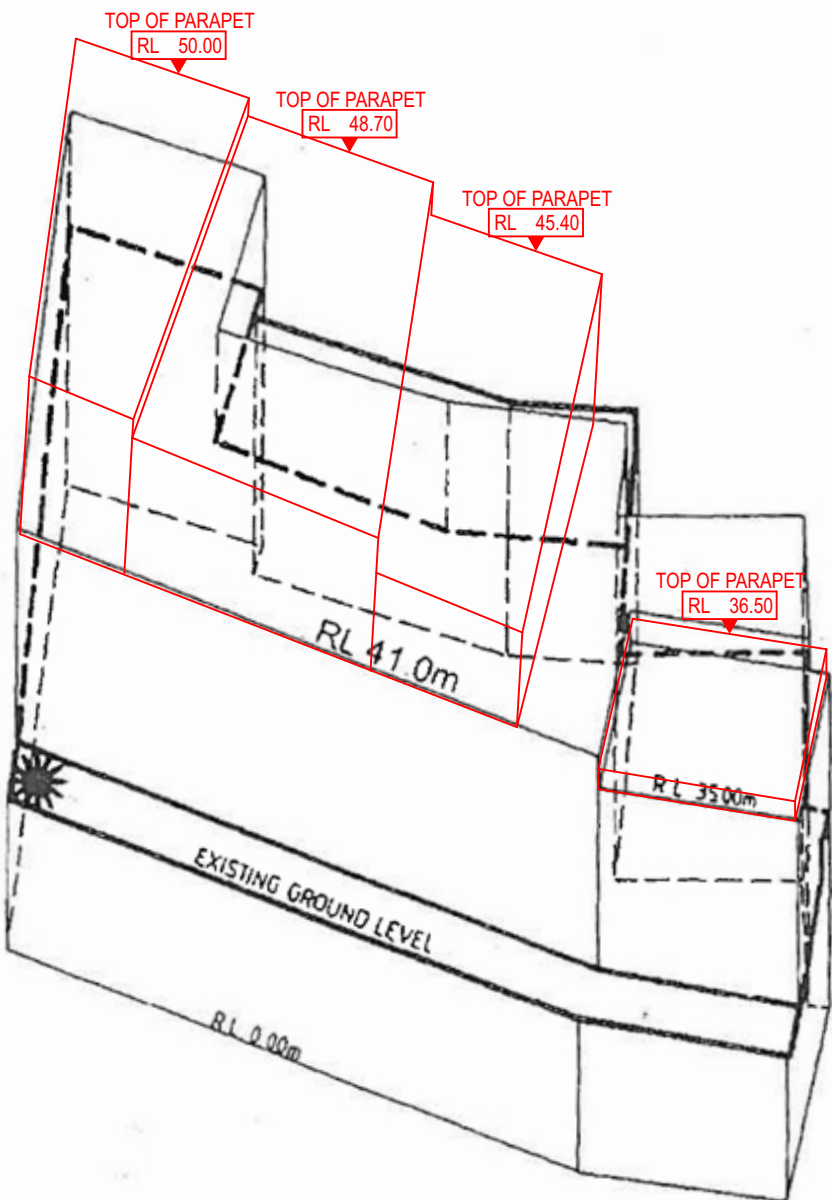 TOP OF PARAPET
RL 50.00
TOP OF PARAPET
RL 48.70
TOP OF PARAPET
RL 45.40
TOP OF PARAPET
RL 36.50
RL 41.0m
RL 35.00m
EXISTING GROUND LEVEL
RL 0.00m